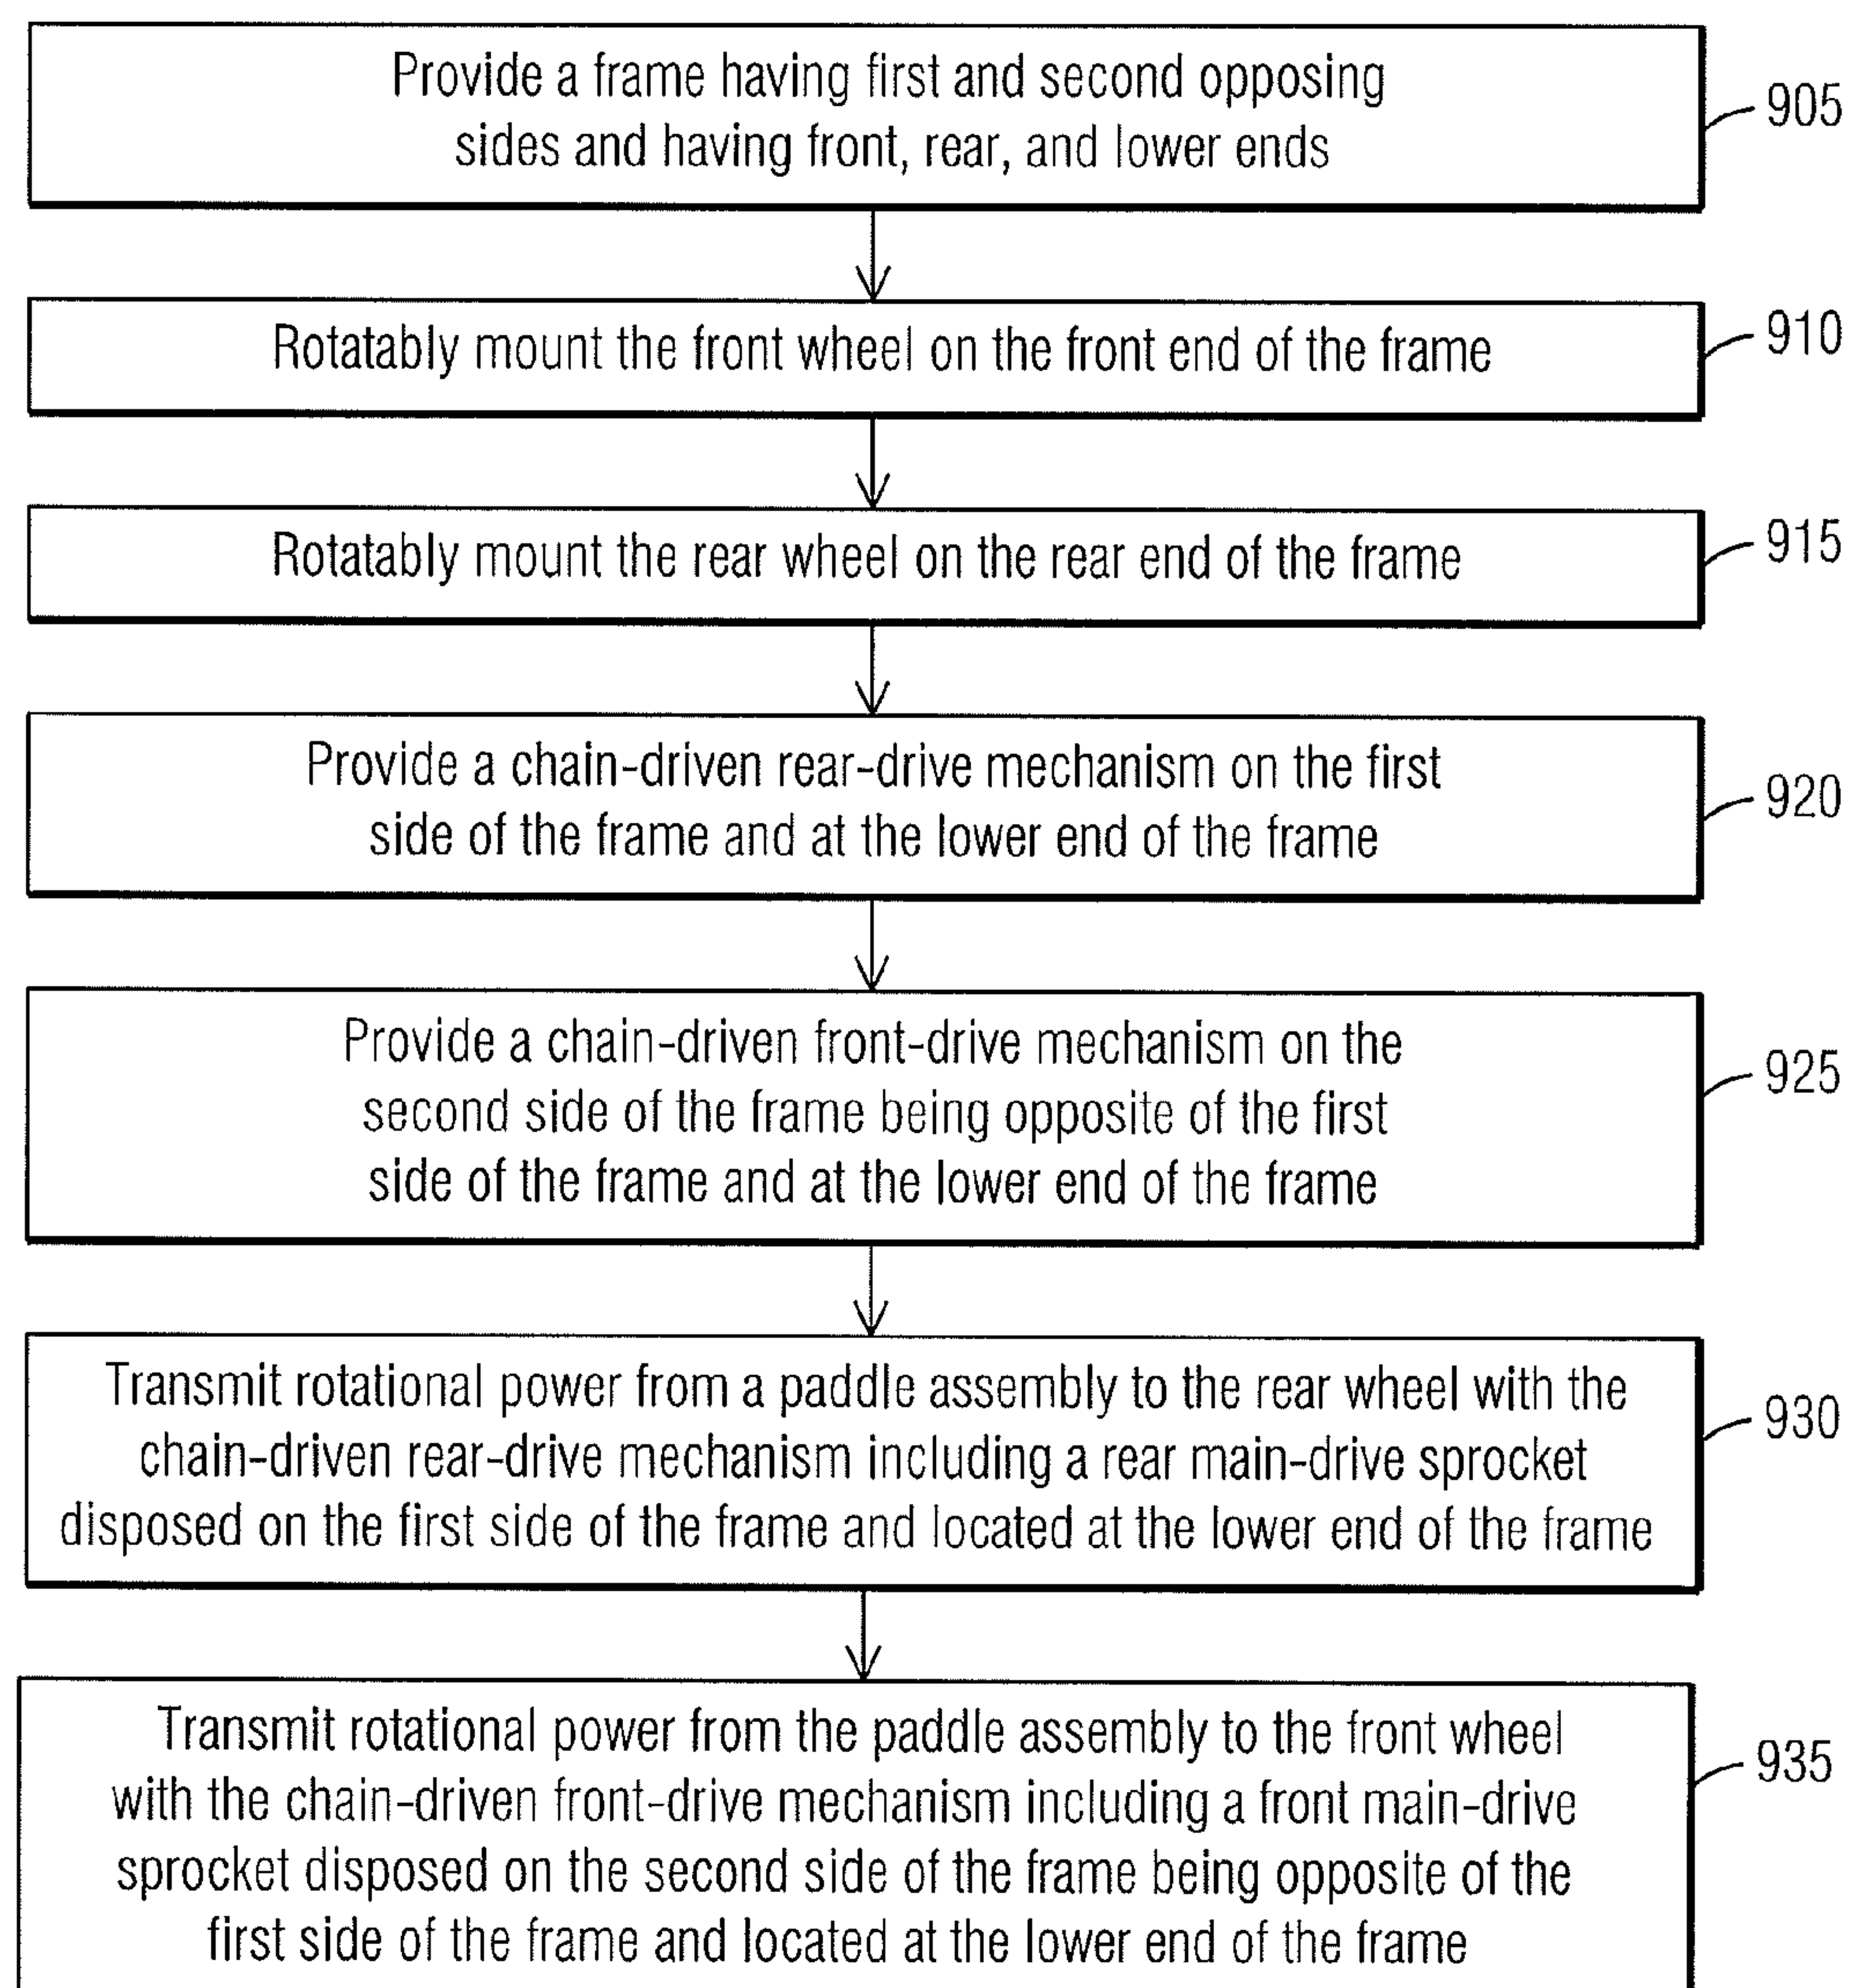 Provide a frame having first and second opposing
sides and having front, rear, and lower ends
905
Rotatably mount the front wheel on the front end of the frame
910
Rotatably mount the rear wheel on the rear end of the frame
915
Provide a chain-driven rear-drive mechanism on the first
side of the frame and at the lower end of the frame
920
Provide a chain-driven front-drive mechanism on the
second side of the frame being opposite of the first
side of the frame and at the lower end of the frame
925
Transmit rotational power from a paddle assembly to the rear wheel with the
chain-driven rear-drive mechanism including a rear main-drive sprocket
disposed on the first side of the frame and located at the lower end of the frame
930
Transmit rotational power from the paddle assembly to the front wheel
with the chain-driven front-drive mechanism including a front main-drive
sprocket disposed on the second side of the frame being opposite of the
first side of the frame and located at the lower end of the frame
935